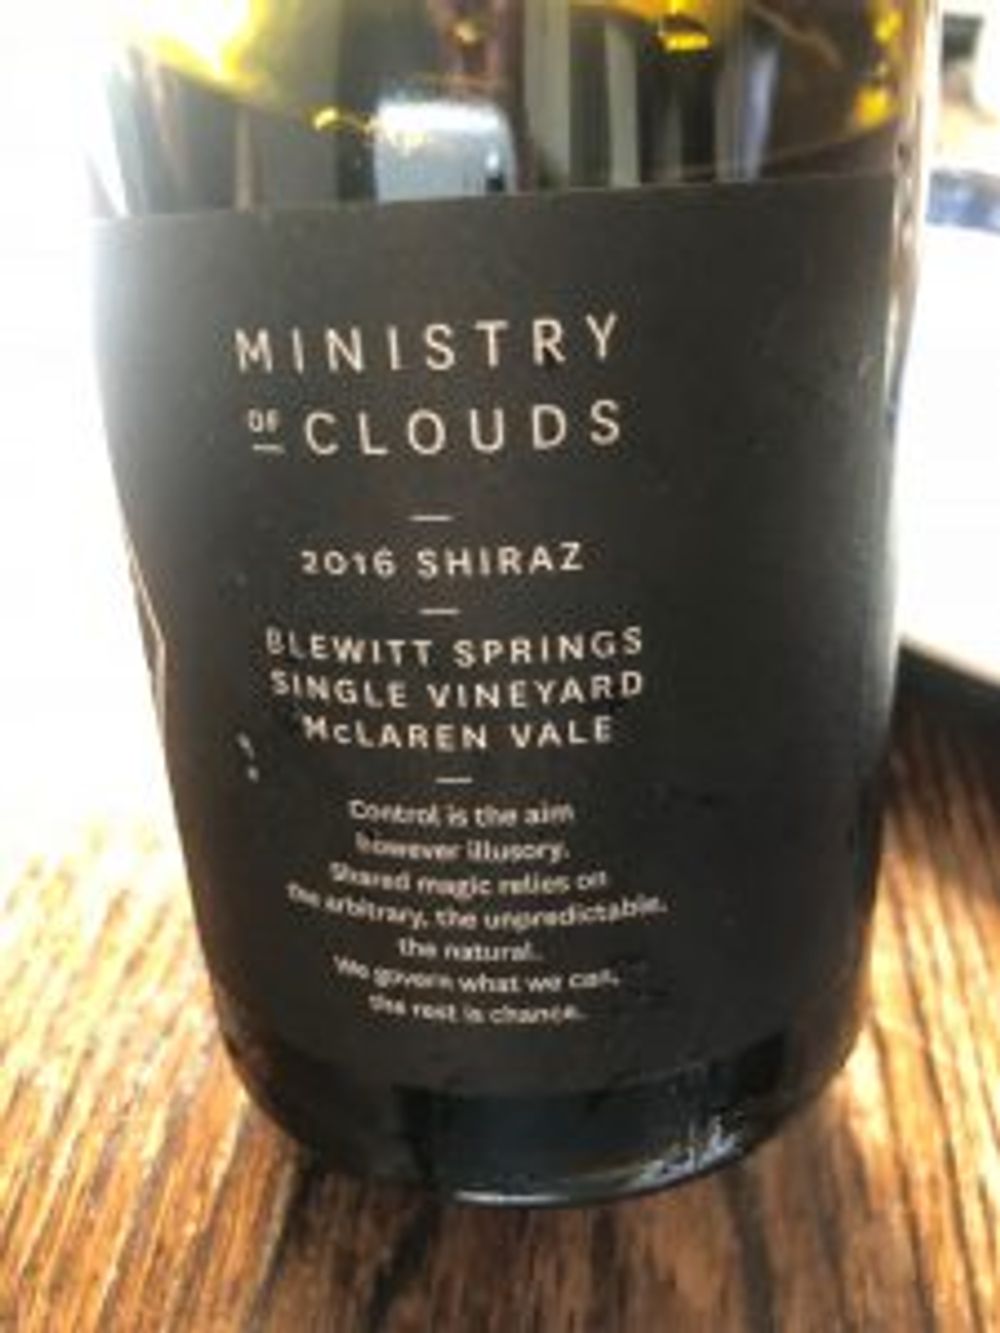 MINISTRY
OF CLOUDS
2016 SHIRAZ
BLEWITT SPRINGS
SINGLE VINEYARD
McLAREN VALE
Control is the aim
however illusory.
Shared magic relies on
the arbitrary, the unpredictable,
the natural.
We govern what we can,
the rest is chance.